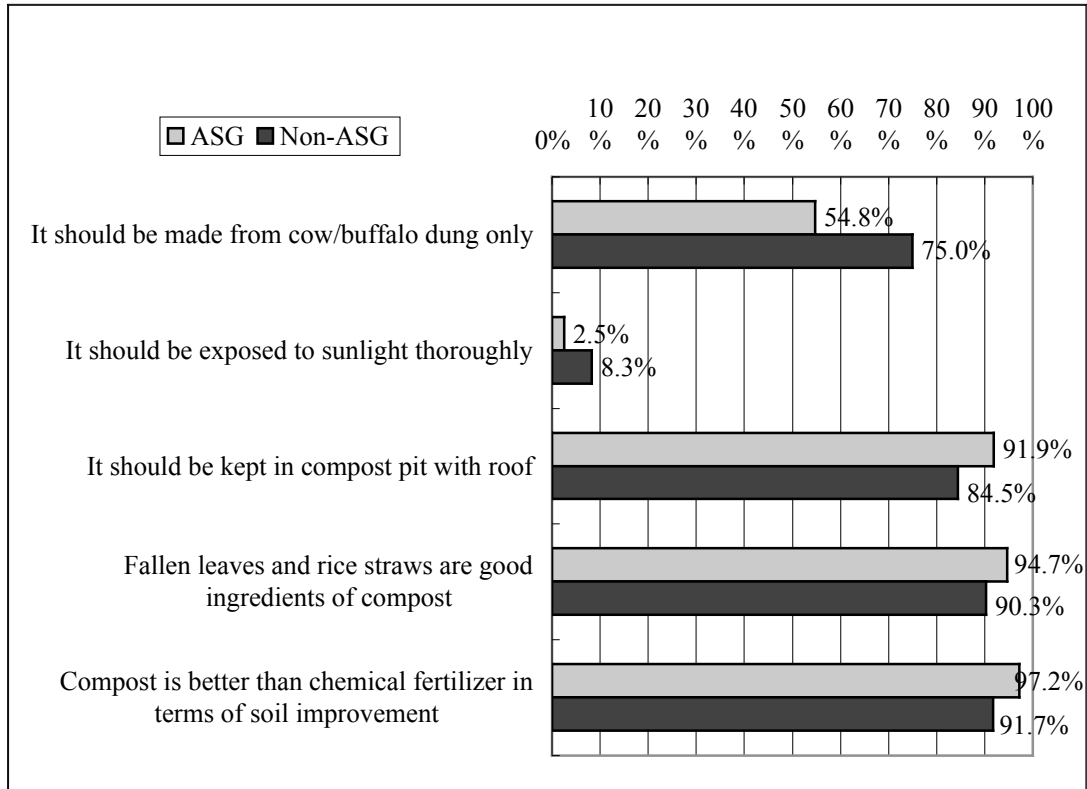 10 20 30 40 50 60 70 80 90 100
0% % % % % % % % % % %
ASG Non-ASG
It should be made from cow/buffalo dung only
54.8%
75.0%
It should be exposed to sunlight thoroughly
2.5%
8.3%
It should be kept in compost pit with roof
91.9%
84.5%
Fallen leaves and rice straws are good
ingredients of compost
94.7%
90.3%
Compost is better than chemical fertilizer in
terms of soil improvement
97.2%
91.7%